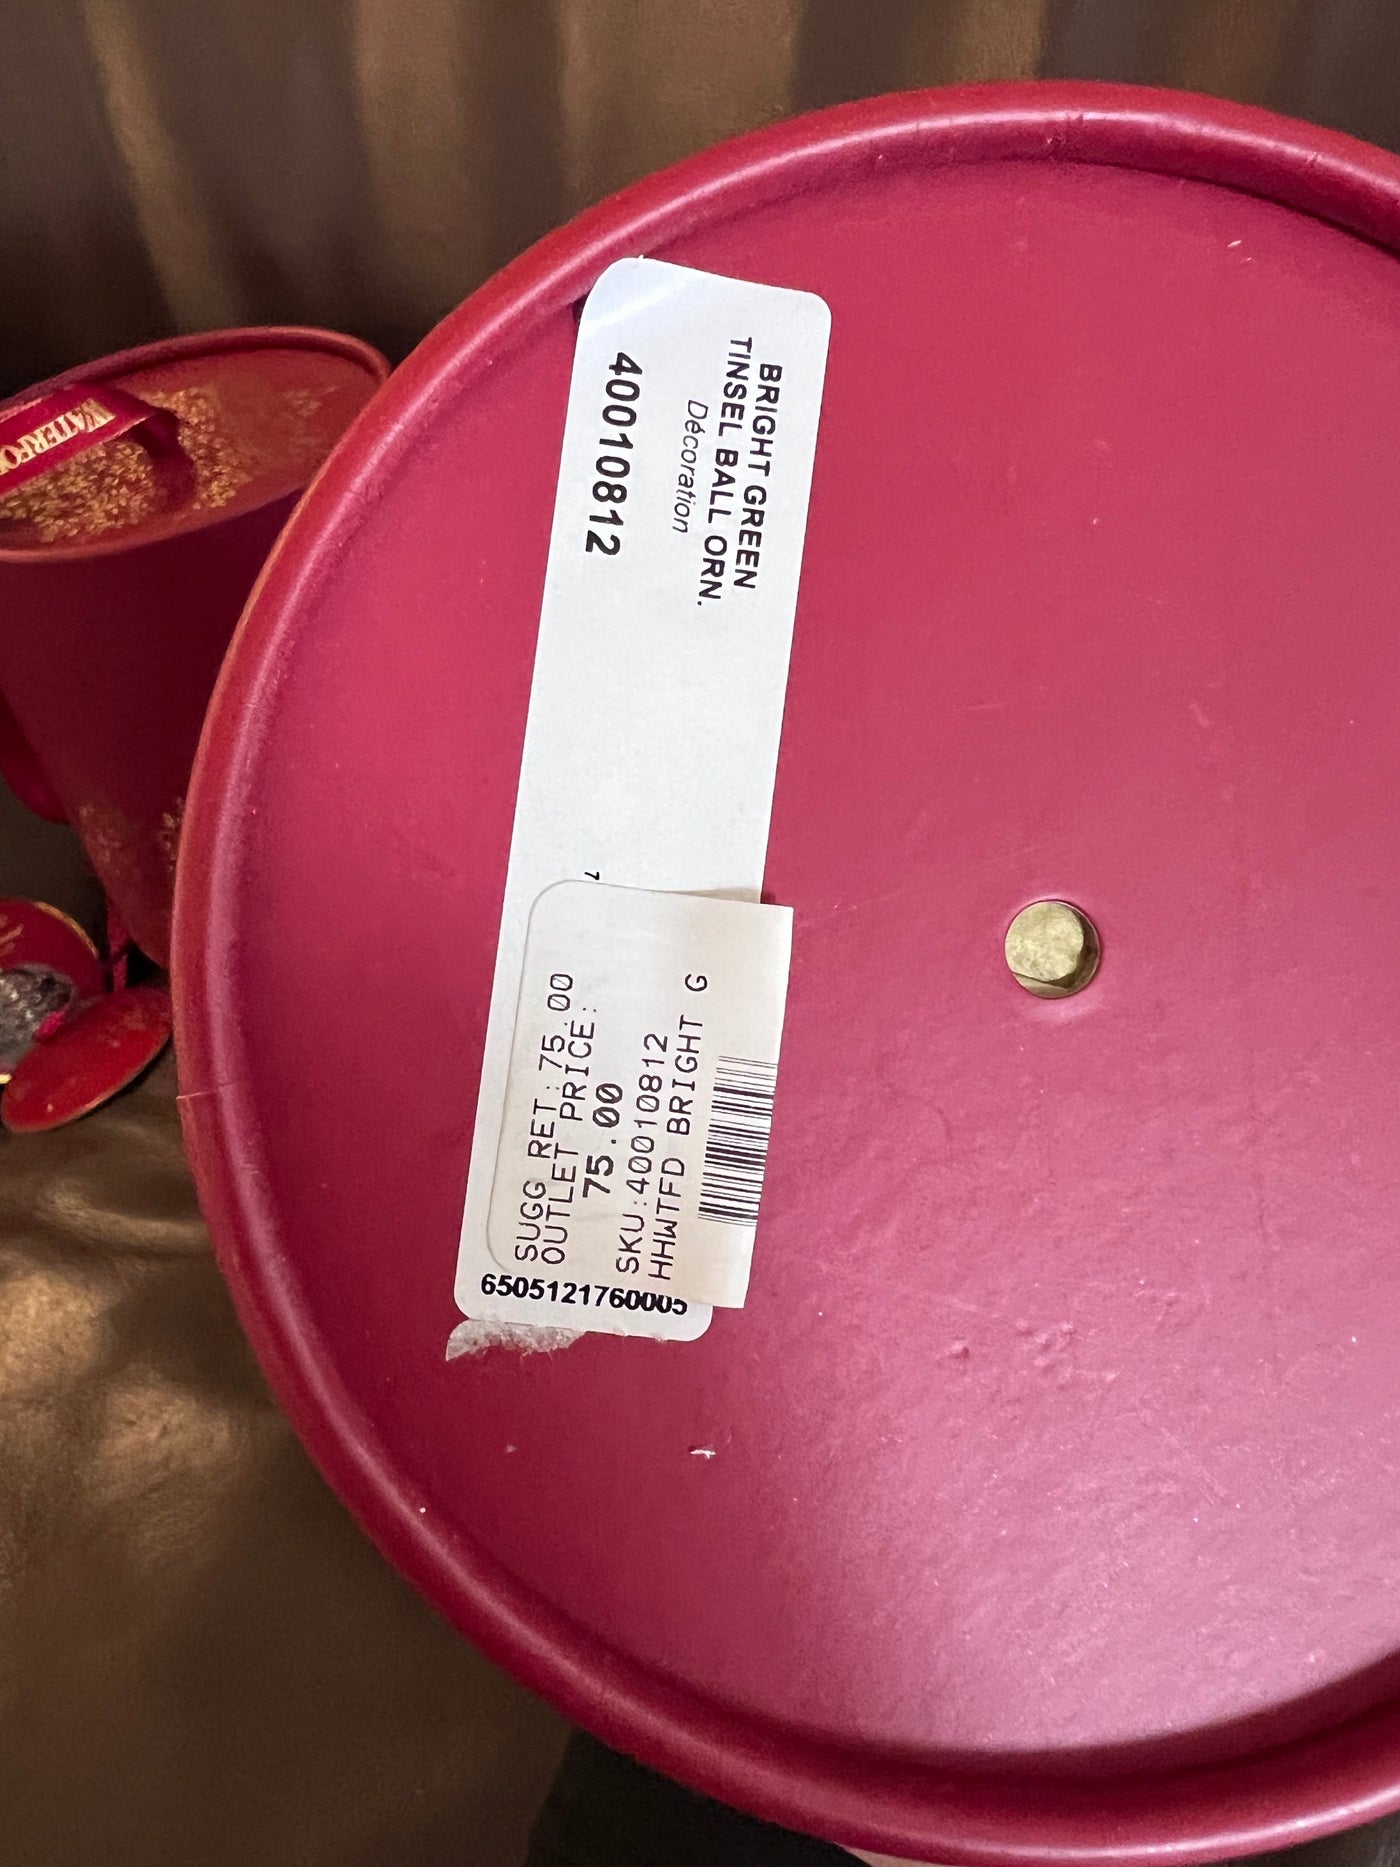 BRIGHT GREEN
TINSEL BALL ORN.
Décoration
40010812
SUGG RET:75.00
OUTLET PRICE:
75.00
SKU:40010812
HHWTFD BRIGHT G
6505121760005